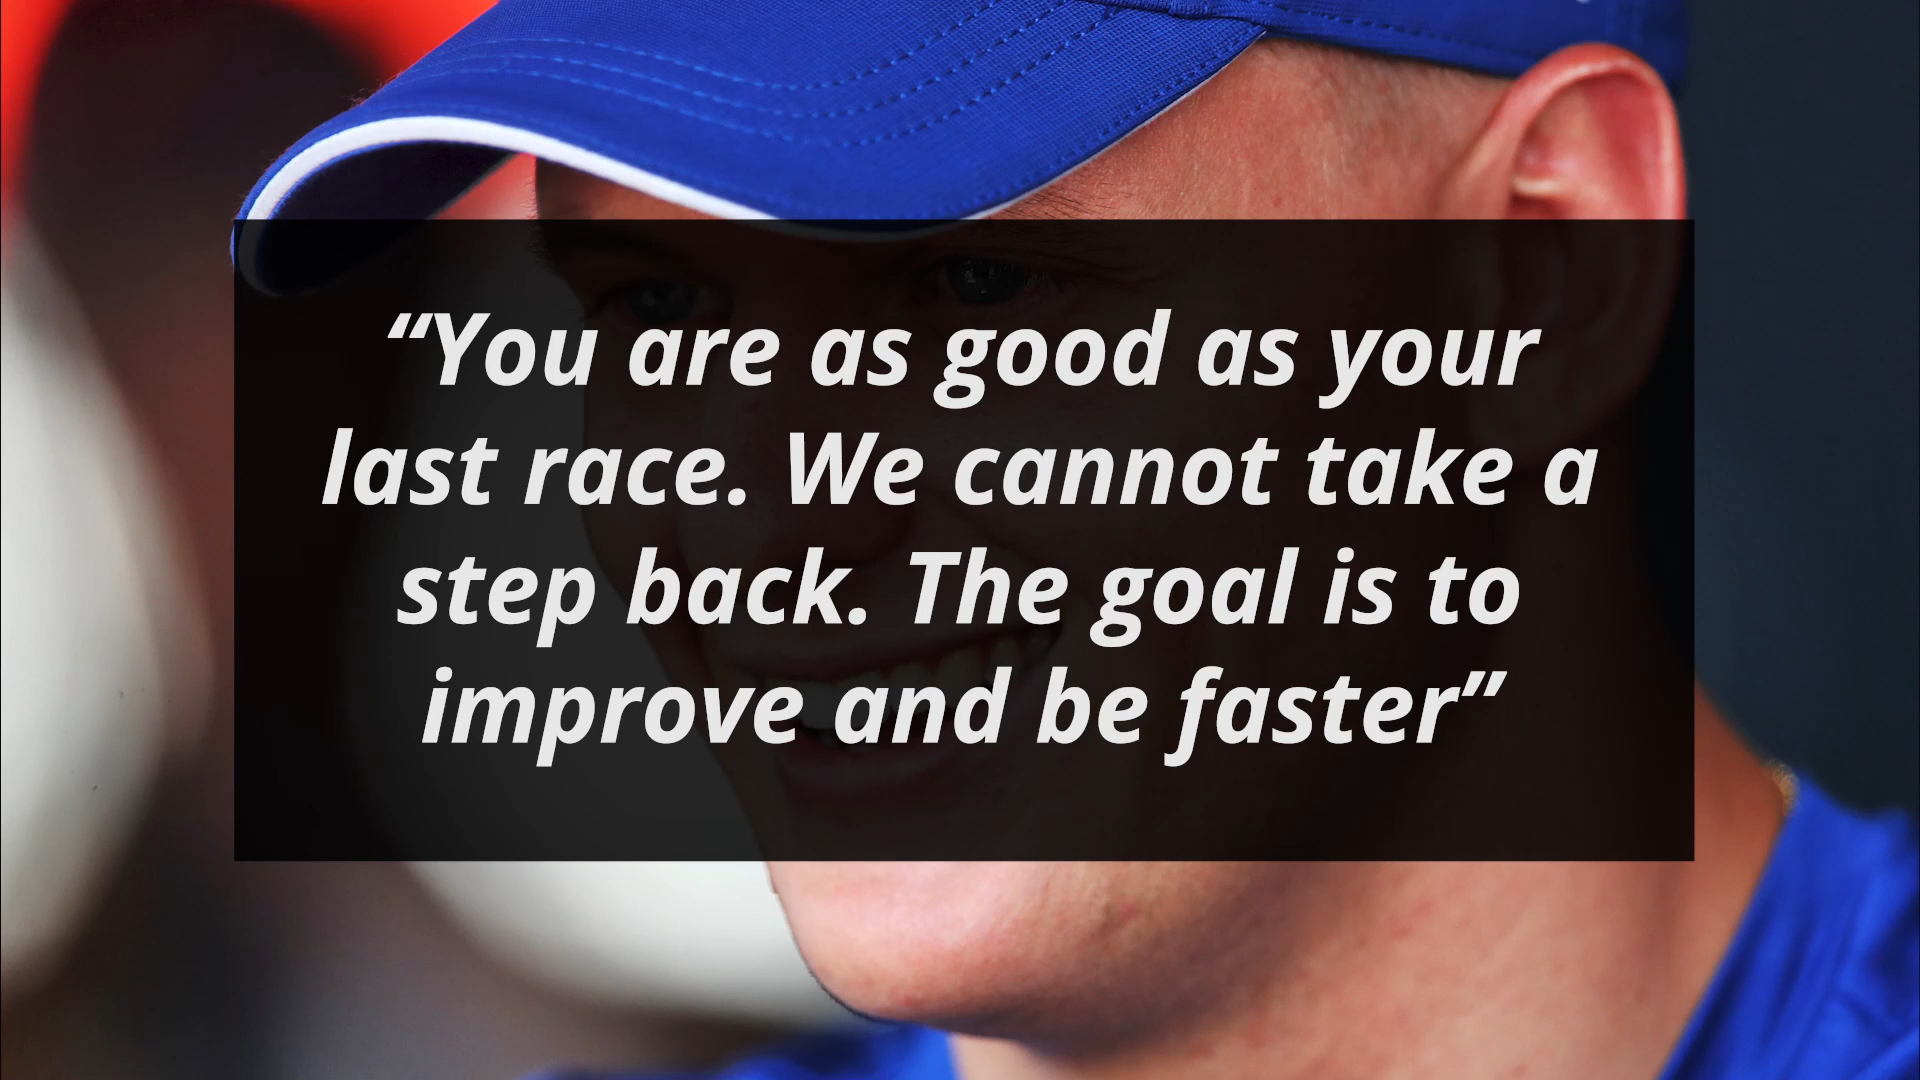 “You are as good as your
last race. We cannot take a
step back. The goal is to
improve and be faster”